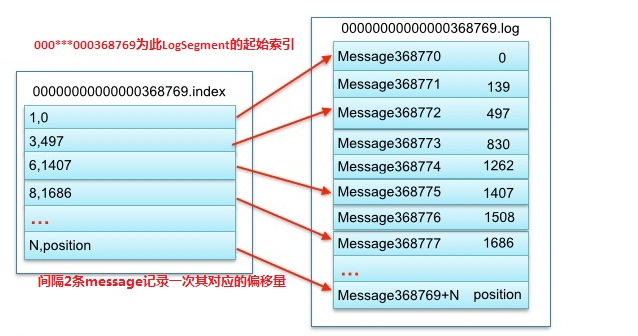 00000000000000368769.log
000***000368769为此LogSegment的起始索引
00000000000000368769.index
1,0
3,497
6,1407
8,1686
...
N,position
间隔2条message记录一次其对应的偏移量
Message368770 0
Message368771 139
Message368772 497
Message368773 830
Message368774 1262
Message368775 1407
Message368776 1508
Message368777 1686
...
Message368769+N position